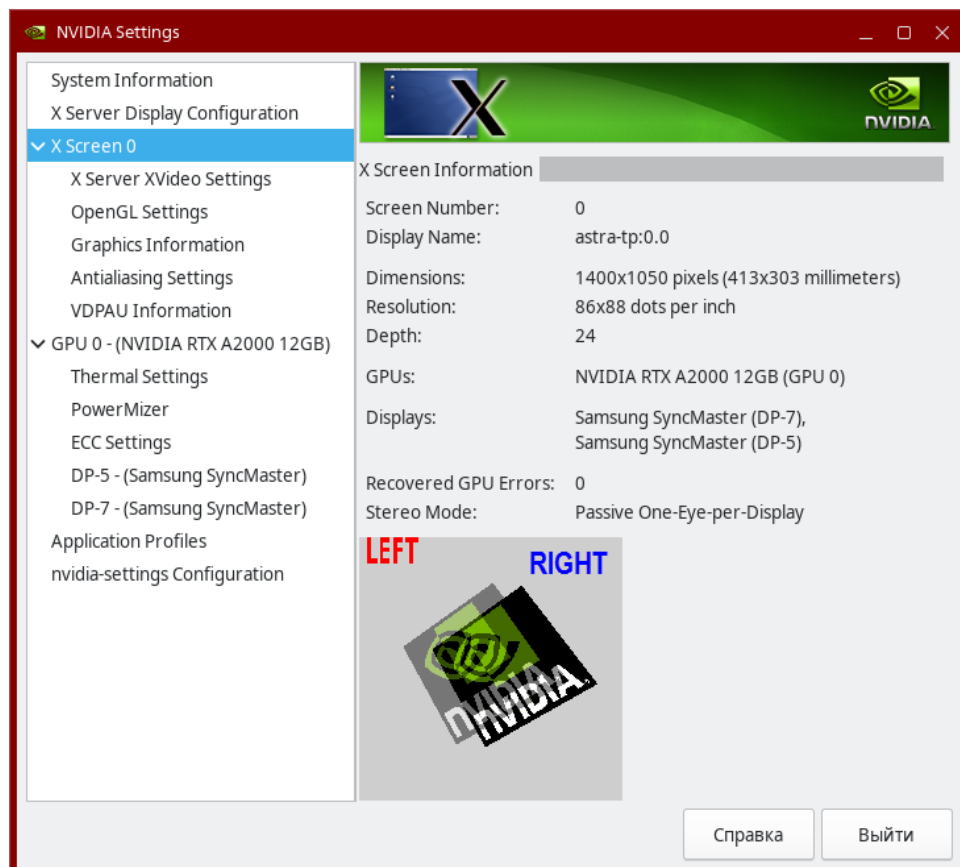 NVIDIA Settings
System Information
X Server Display Configuration
X Screen 0
X Server XVideo Settings
OpenGL Settings
Graphics Information
Antialiasing Settings
VDPAU Information
GPU 0 - (NVIDIA RTX A2000 12GB)
Thermal Settings
PowerMizer
ECC Settings
DP-5 - (Samsung SyncMaster)
DP-7 - (Samsung SyncMaster)
Application Profiles
nvidia-settings Configuration
X
NVIDIA
X Screen Information
Screen Number: 0
Display Name: astra-tp:0.0
Dimensions: 1400x1050 pixels (413x303 millimeters)
Resolution: 86x88 dots per inch
Depth: 24
GPUs: NVIDIA RTX A2000 12GB (GPU 0)
Displays: Samsung SyncMaster (DP-7),
Samsung SyncMaster (DP-5)
Recovered GPU Errors: 0
Stereo Mode: Passive One-Eye-per-Display
LEFT
RIGHT
nVIDIA
nVIDIA
Справка
Выйти